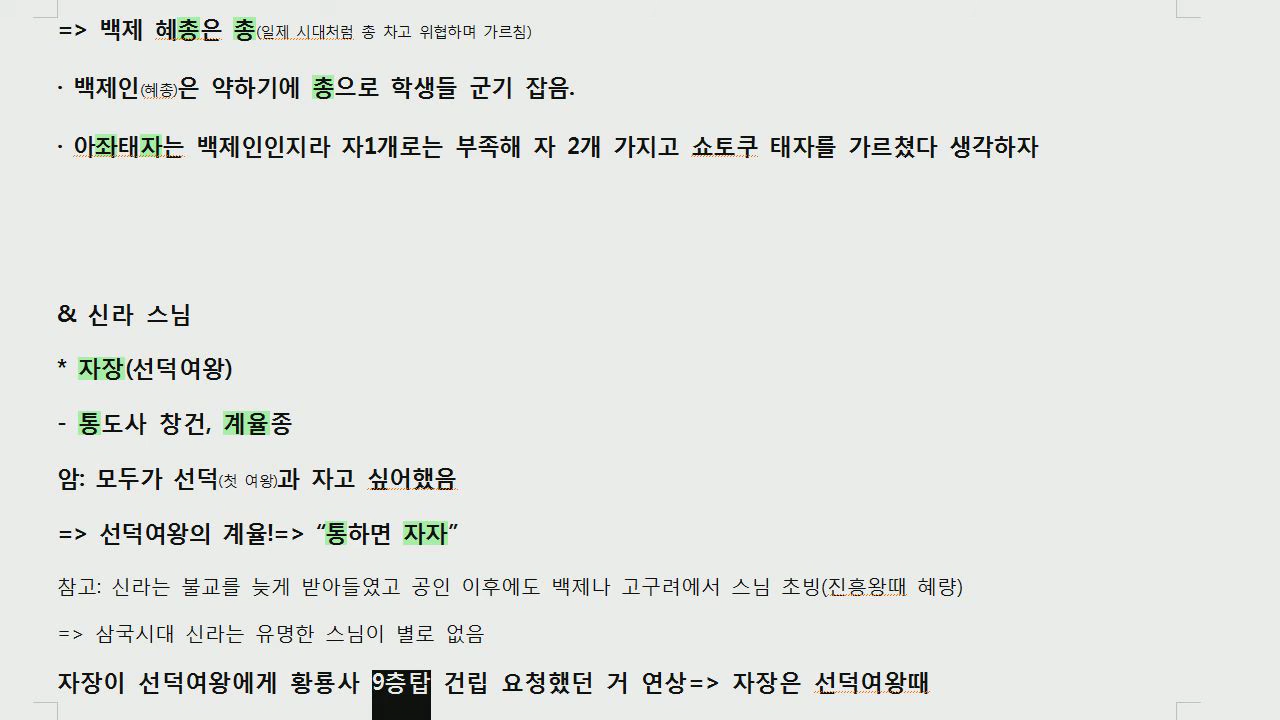 => 백제 혜총은 총(일제 시대처럼 총 차고 위협하며 가르침)
· 백제인(혜총)은 약하기에 총으로 학생들 군기 잡음.
· 아좌태자는 백제인인지라 자1개로는 부족해 자 2개 가지고 쇼토쿠 태자를 가르쳤다 생각하자
& 신라 스님
* 자장(선덕여왕)
- 통도사 창건, 계율종
암: 모두가 선덕(첫 여왕)과 자고 싶어했음
=> 선덕여왕의 계율!=> “통하면 자자”
참고: 신라는 불교를 늦게 받아들였고 공인 이후에도 백제나 고구려에서 스님 초빙(진흥왕때 혜량)
=> 삼국시대 신라는 유명한 스님이 별로 없음
자장이 선덕여왕에게 황룡사 9층탑 건립 요청했던 거 연상=> 자장은 선덕여왕때